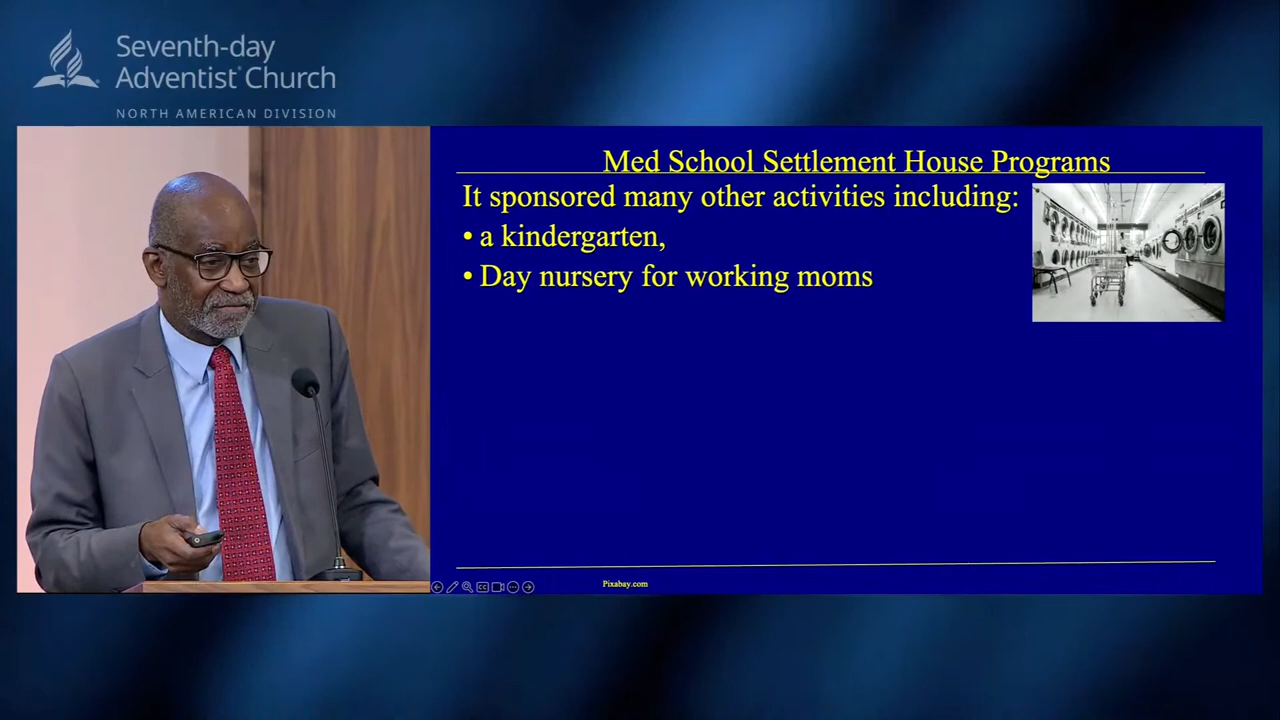 Seventh-day
Adventist® Church
NORTH AMERICAN DIVISION
Med School Settlement House Programs
It sponsored many other activities including:
• a kindergarten,
• Day nursery for working moms
Pixabay.com
CC